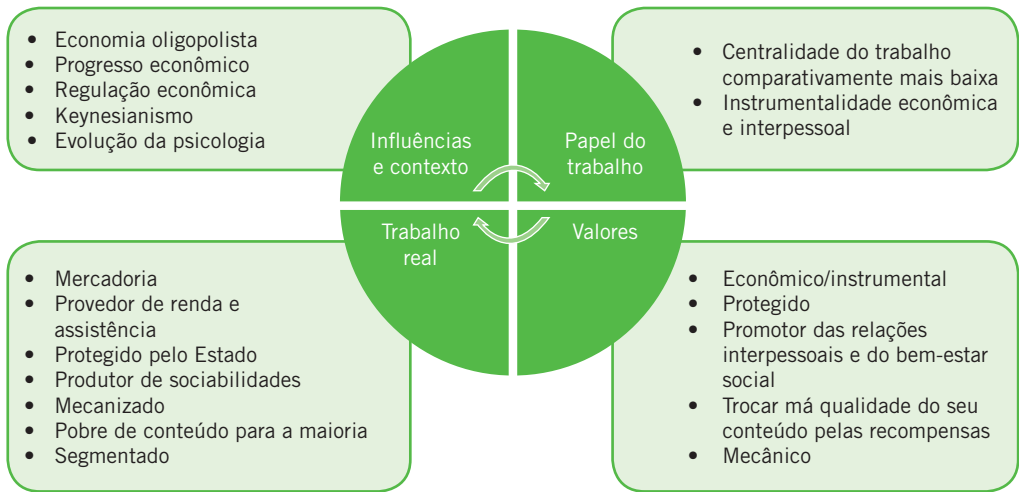 • Economia oligopolista
• Progresso econômico
• Regulação econômica
• Keynesianismo
• Evolução da psicologia
Influências
e contexto
Papel do
trabalho
• Centralidade do trabalho
comparativamente mais baixa
• Instrumentalidade econômica
e interpessoal
• Mercadoria
• Provedor de renda e
assistência
• Protegido pelo Estado
• Produtor de sociabilidades
• Mecanizado
• Pobre de conteúdo para a maioria
• Segmentado
Trabalho
real
Valores
• Econômico/instrumental
• Protegido
• Promotor das relações
interpessoais e do bem-estar
social
• Trocar má qualidade do seu
conteúdo pelas recompensas
• Mecânico